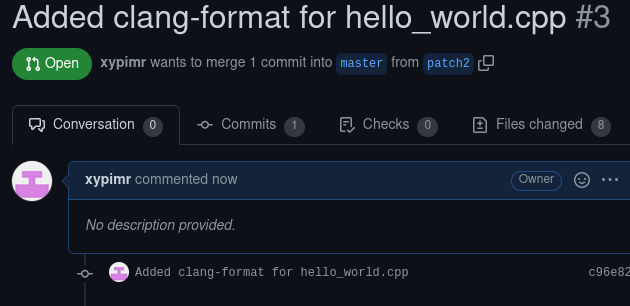 Added clang-format for hello_world.cpp #3
Open xypimr wants to merge 1 commit into master from patch2
Conversation 0 Commits 1 Checks 0 Files changed 8
xypimr commented now Owner
No description provided.
Added clang-format for hello_world.cpp c96e82